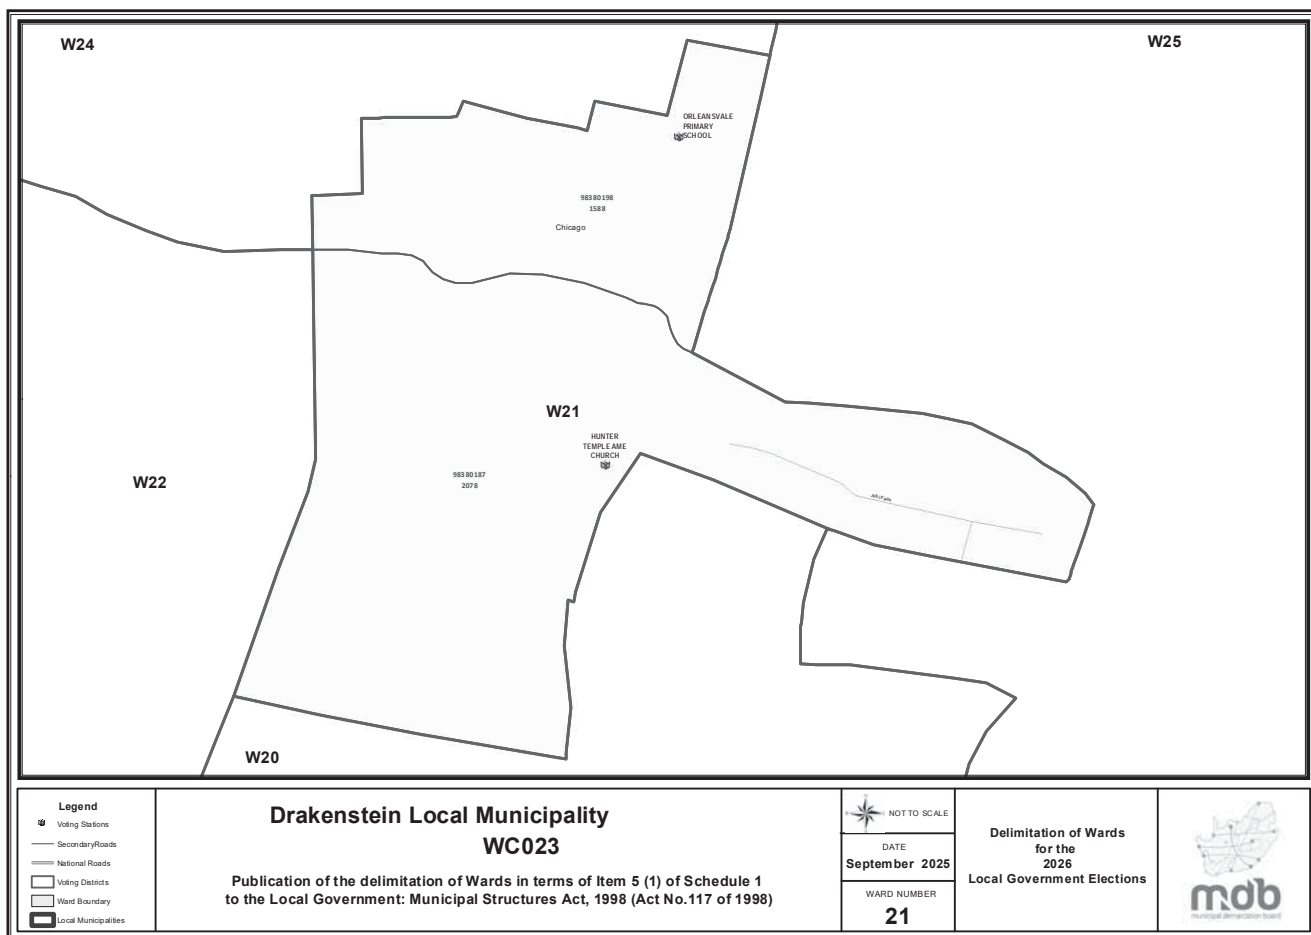 W24
W25
ORLEANSVALE
PRIMARY
SCHOOL
98380198
1588
Chicago
W21
HUNTER
TEMPLE AME
CHURCH
98380187
2078
W22
W20
Legend
Voting Stations
SecondaryRoads
National Roads
Voting Districts
Ward Boundary
Local Municipalities
Drakenstein Local Municipality
WC023
Publication of the delimitation of Wards in terms of Item 5 (1) of Schedule 1
to the Local Government: Municipal Structures Act, 1998 (Act No.117 of 1998)
NOT TO SCALE
DATE
September 2025
WARD NUMBER
21
Delimitation of Wards
for the
2026
Local Government Elections
mdb
municipal demarcation board